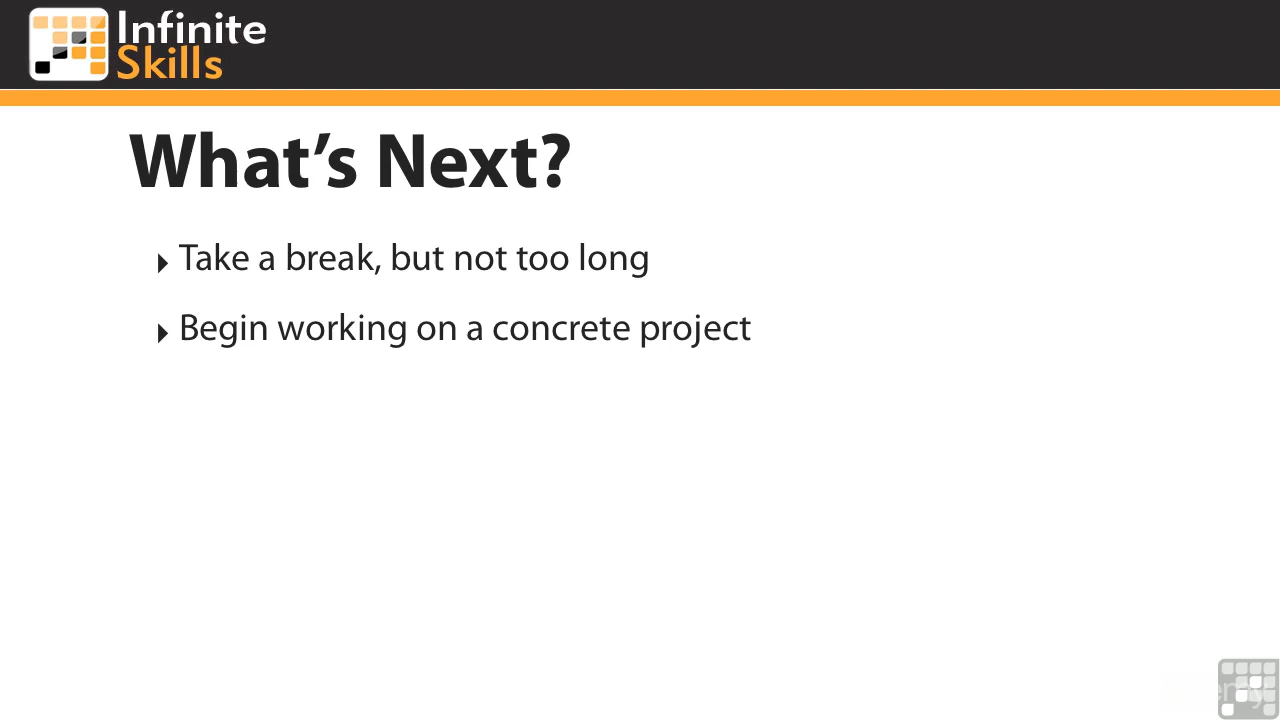 Infinite
Skills
What’s Next?
Take a break, but not too long
Begin working on a concrete project